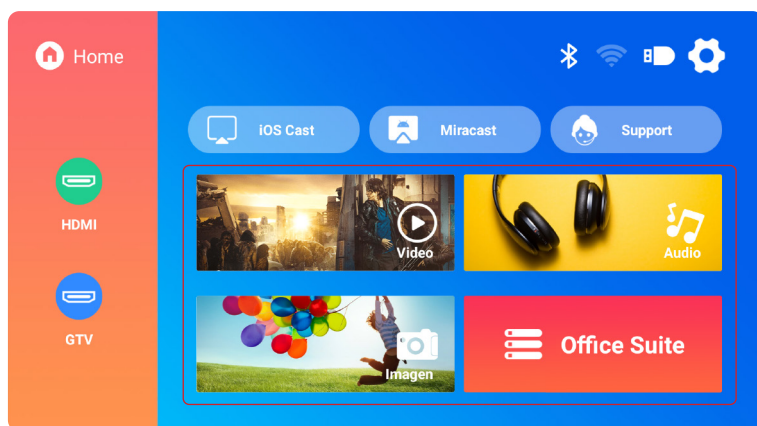 Home
iOS Cast
Miracast
Support
HDMI
Video
Audio
GTV
Imagen
Office Suite